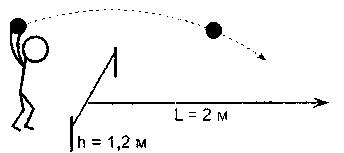 L = 2 м
h = 1,2 м